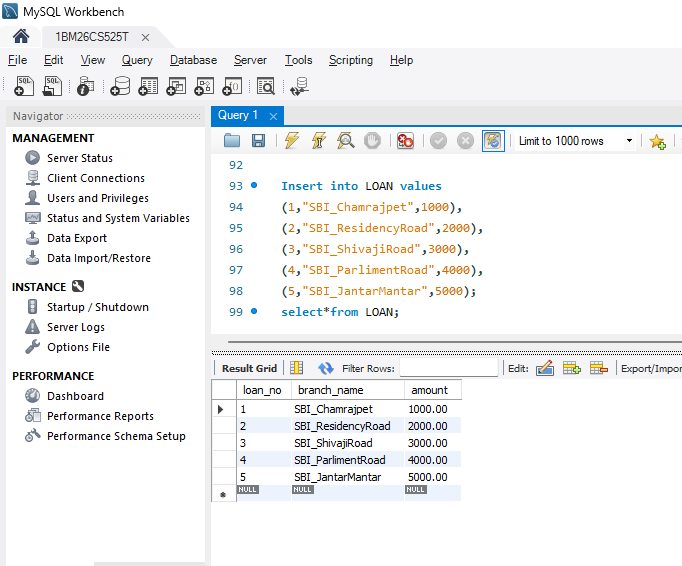 MySQL Workbench
1BM26CS525T
File Edit View Query Database Server Tools Scripting Help
SQL SQL
Navigator
MANAGEMENT
Server Status
Client Connections
Users and Privileges
Status and System Variables
Data Export
Data Import/Restore
INSTANCE
Startup / Shutdown
Server Logs
Options File
PERFORMANCE
Dashboard
Performance Reports
Performance Schema Setup
Query 1
Limit to 1000 rows
92
93 Insert into LOAN values
94 (1,"SBI_Chamrajpet",1000),
95 (2,"SBI_ResidencyRoad",2000),
96 (3,"SBI_ShivajiRoad",3000),
97 (4,"SBI_ParlimentRoad",4000),
98 (5,"SBI_JantarMantar",5000);
99 select*from LOAN;
Result Grid Filter Rows: Edit: Export/Impor
loan_no branch_name amount
1 SBI_Chamrajpet 1000.00
2 SBI_ResidencyRoad 2000.00
3 SBI_ShivajiRoad 3000.00
4 SBI_ParlimentRoad 4000.00
5 SBI_JantarMantar 5000.00
NULL NULL NULL